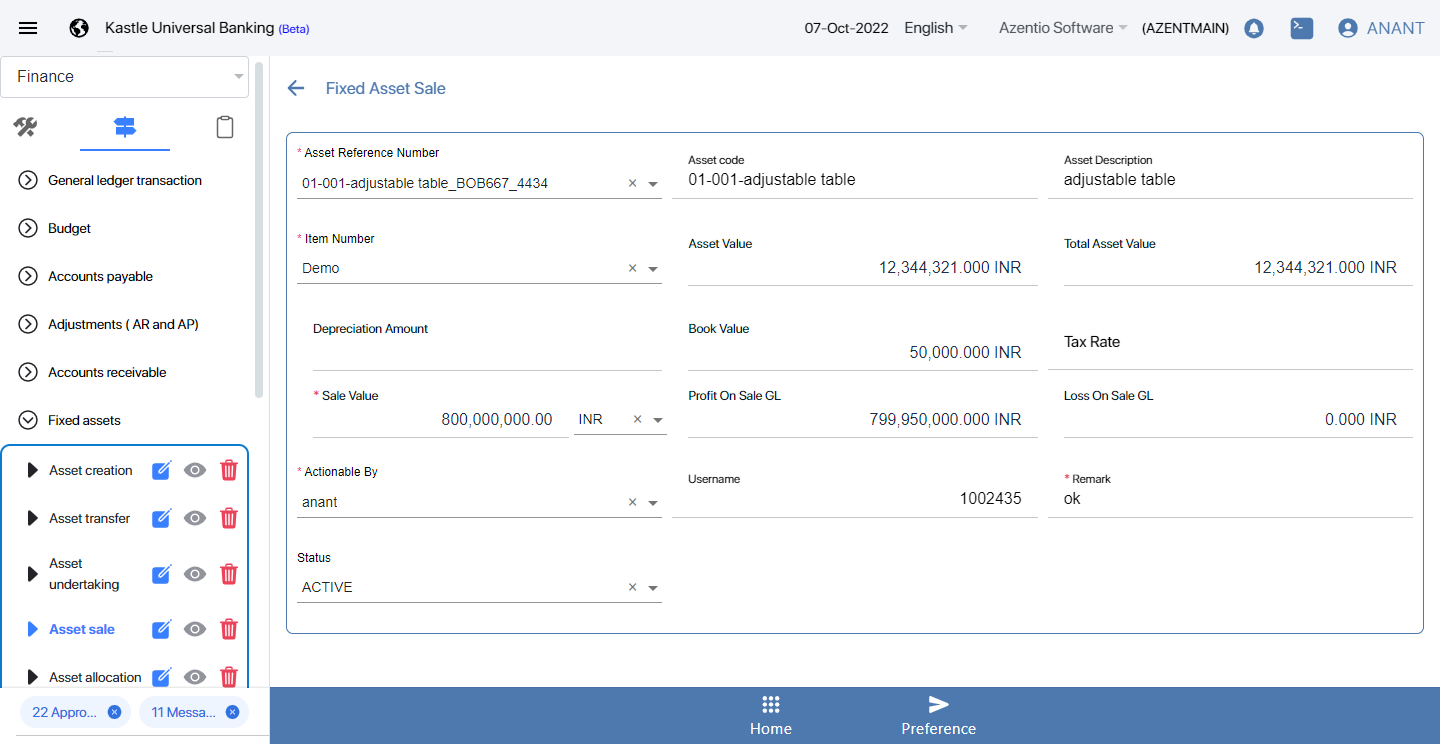 Kastle Universal Banking (Beta)
07-Oct-2022
English
Azentio Software
(AZENTMAIN)
ANANT
Finance
General ledger transaction
Budget
Accounts payable
Adjustments ( AR and AP)
Accounts receivable
Fixed assets
Asset creation
Asset transfer
Asset
undertaking
Asset sale
Asset allocation
22 Appro...
11 Messa...
Fixed Asset Sale
* Asset Reference Number
01-001-adjustable table_BOB667_4434
Asset code
01-001-adjustable table
Asset Description
adjustable table
* Item Number
Demo
Asset Value
12,344,321.000 INR
Total Asset Value
12,344,321.000 INR
Depreciation Amount
Book Value
50,000.000 INR
Tax Rate
* Sale Value
800,000,000.00
INR
Profit On Sale GL
799,950,000.000 INR
Loss On Sale GL
0.000 INR
* Actionable By
anant
Username
1002435
* Remark
ok
Status
ACTIVE
Home
Preference